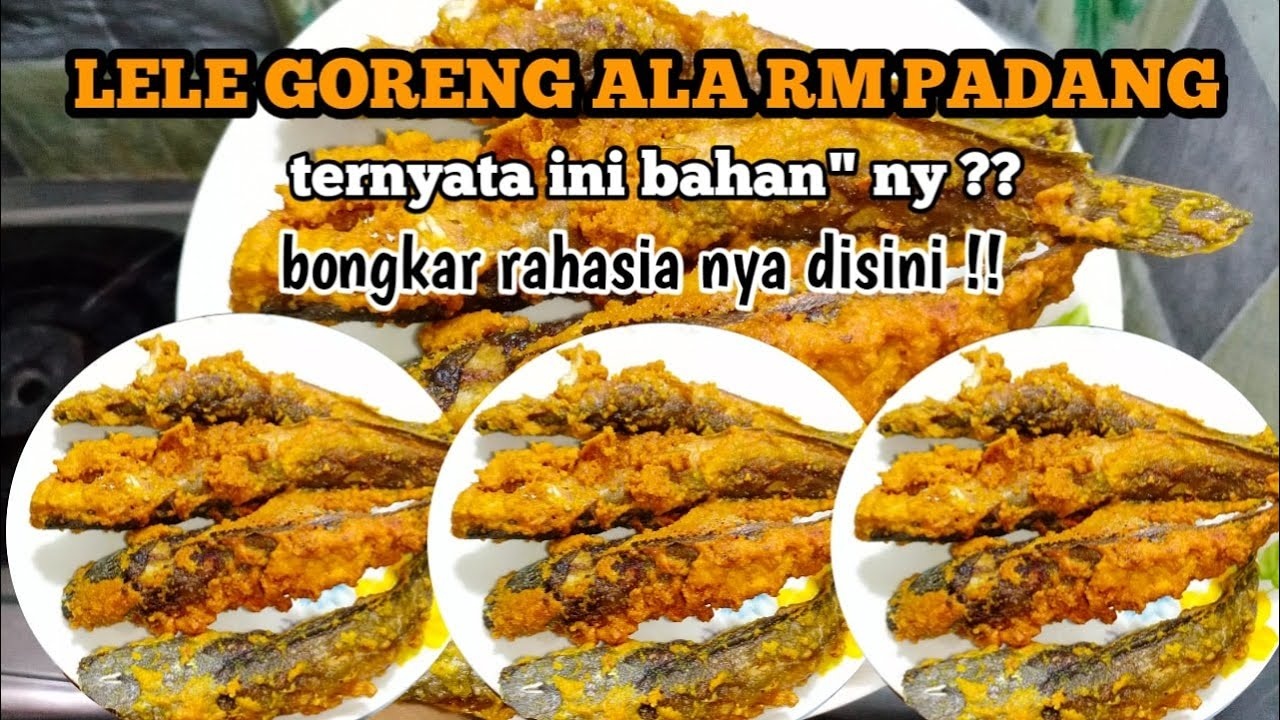 LELE GORENG ALA RM PADANG
ternyata ini bahan" ny ??
bongkar rahasia nya disini !!